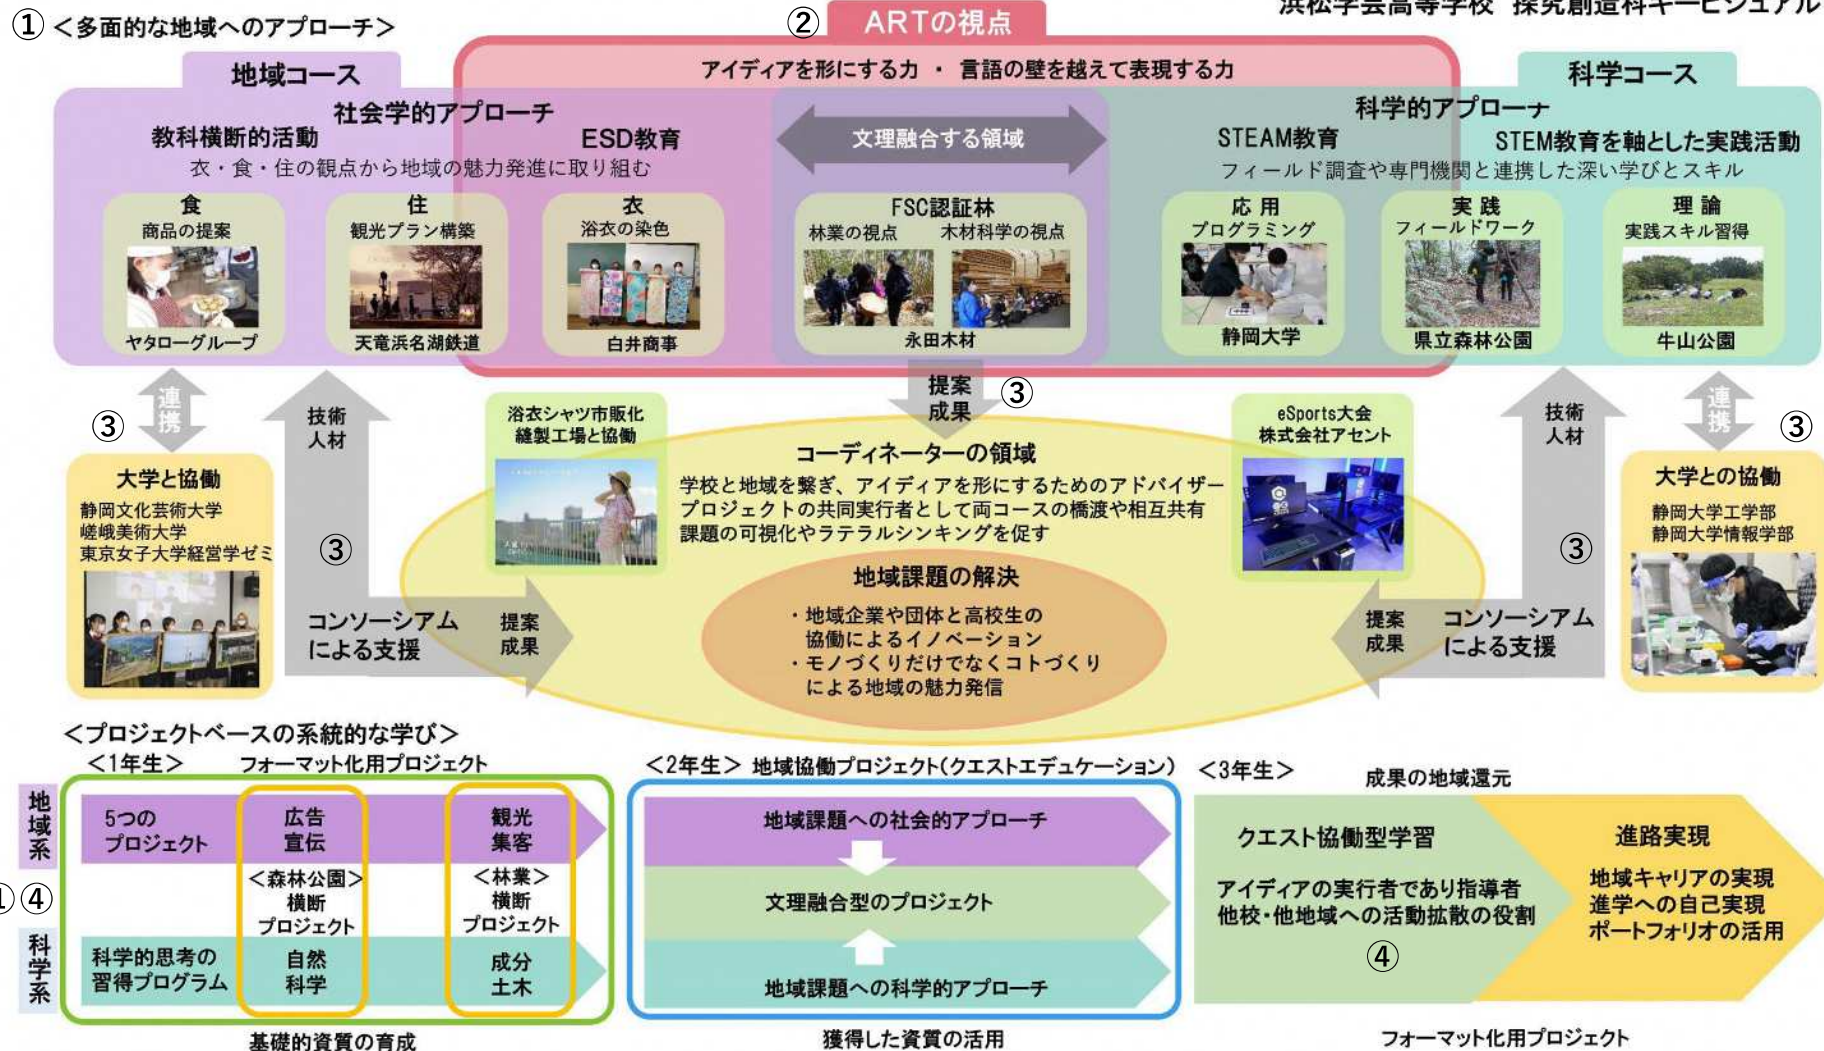 浜松学芸高等学校 探究創造科キービジュアル
①＜多面的な地域へのアプローチ＞
② ARTの視点
アイディアを形にする力 ・ 言語の壁を越えて表現する力
地域コース
社会学的アプローチ
教科横断的活動
ESD教育
衣・食・住の観点から地域の魅力発進に取り組む
食
商品の提案
ヤタローグループ
住
観光プラン構築
天竜浜名湖鉄道
衣
浴衣の染色
白井商事
文理融合する領域
FSC認証林
林業の視点 木材科学の視点
永田木材
科学コース
科学的アプローチ
STEAM教育
STEM教育を軸とした実践活動
フィールド調査や専門機関と連携した深い学びとスキル
応用
プログラミング
静岡大学
実践
フィールドワーク
県立森林公園
理論
実践スキル習得
牛山公園
連携
③
大学と協働
静岡文化芸術大学
嵯峨美術大学
東京女子大学経営学ゼミ
技術
人材
③
コンソーシアム
による支援
提案
成果
浴衣シャツ市販化
縫製工場と協働
提案
成果
③
コーディネーターの領域
学校と地域を繋ぎ、アイディアを形にするためのアドバイザー
プロジェクトの共同実行者として両コースの橋渡や相互共有
課題の可視化やラテラルシンキングを促す
地域課題の解決
・地域企業や団体と高校生の
協働によるイノベーション
・モノづくりだけでなくコトづくり
による地域の魅力発信
eSports大会
株式会社アセント
技術
人材
③
提案
成果
コンソーシアム
による支援
連携
③
大学との協働
静岡大学工学部
静岡大学情報学部
＜プロジェクトベースの系統的な学び＞
＜1年生＞ フォーマット化用プロジェクト
地域系
①④
科学系
5つの
プロジェクト
広告
宣伝
観光
集客
＜森林公園＞
横断
プロジェクト
＜林業＞
横断
プロジェクト
科学的思考の
習得プログラム
自然
科学
成分
土木
基礎的資質の育成
＜2年生＞ 地域協働プロジェクト(クエストエデュケーション)
地域課題への社会的アプローチ
文理融合型のプロジェクト
地域課題への科学的アプローチ
獲得した資質の活用
＜3年生＞ 成果の地域還元
クエスト協働型学習
アイディアの実行者であり指導者
他校・他地域への活動拡散の役割
④
進路実現
地域キャリアの実現
進学への自己実現
ポートフォリオの活用
フォーマット化用プロジェクト